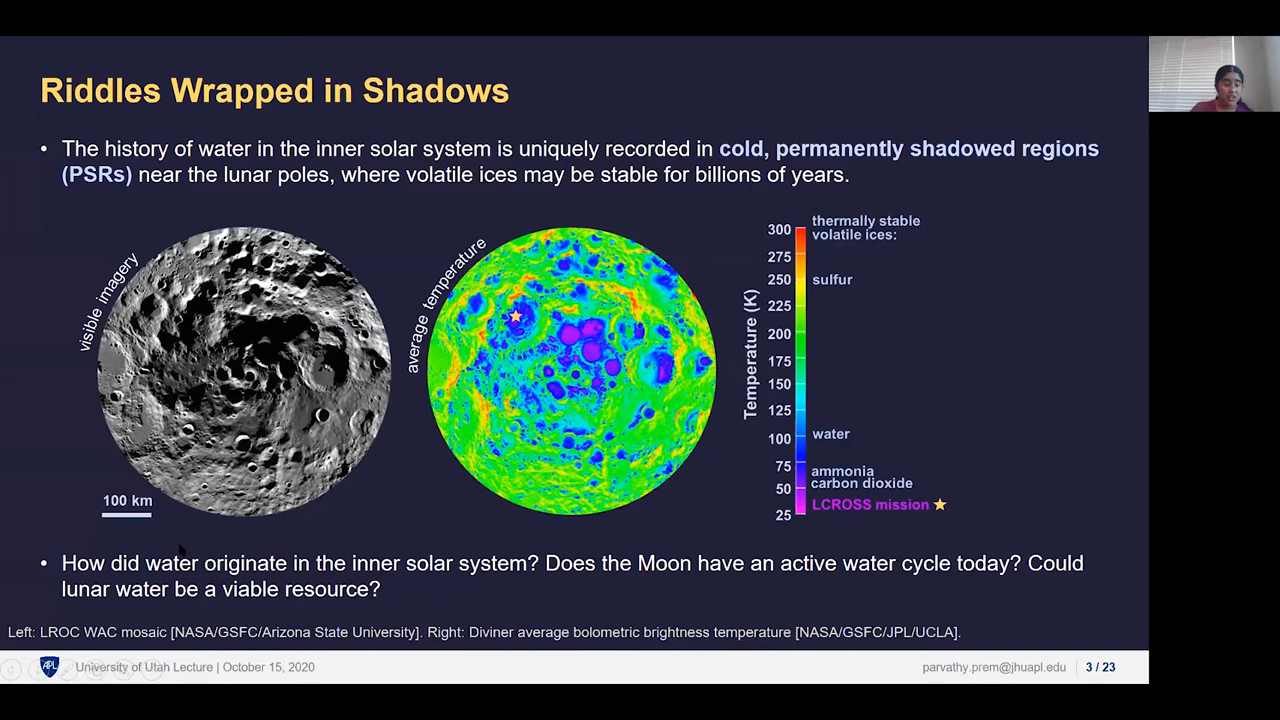 Riddles Wrapped in Shadows
• The history of water in the inner solar system is uniquely recorded in cold, permanently shadowed regions
(PSRs) near the lunar poles, where volatile ices may be stable for billions of years.
visible imagery
100 km
average temperature
Temperature (K)
300
275
250
225
200
175
150
125
100
75
50
25
thermally stable
volatile ices:
sulfur
water
ammonia
carbon dioxide
LCROSS mission
• How did water originate in the inner solar system? Does the Moon have an active water cycle today? Could
lunar water be a viable resource?
Left: LROC WAC mosaic [NASA/GSFC/Arizona State University]. Right: Diviner average bolometric brightness temperature [NASA/GSFC/JPL/UCLA].
APL
University of Utah Lecture | October 15, 2020
parvathy.prem@jhuapl.edu
3 / 23